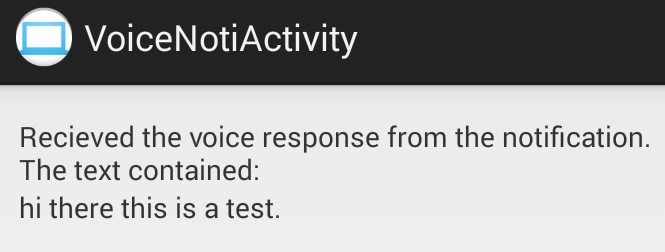 VoiceNotiActivity
Recieved the voice response from the notification.
The text contained:
hi there this is a test.